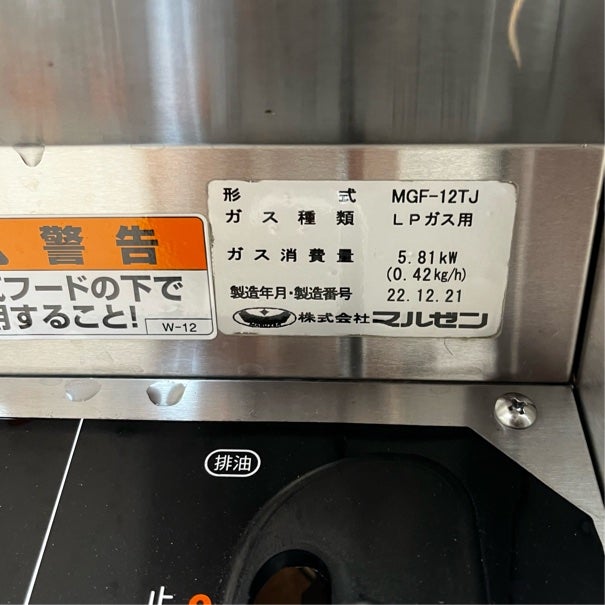 形 式 MGF-12TJ
ガス種類 LPガス用
ガス消費量 5.81kW
(0.42kg/h)
製造年月・製造番号 22.12.21
MARUZEN 株式会社マルゼン
警告
フードの下で
用すること!
W-12
排油
止